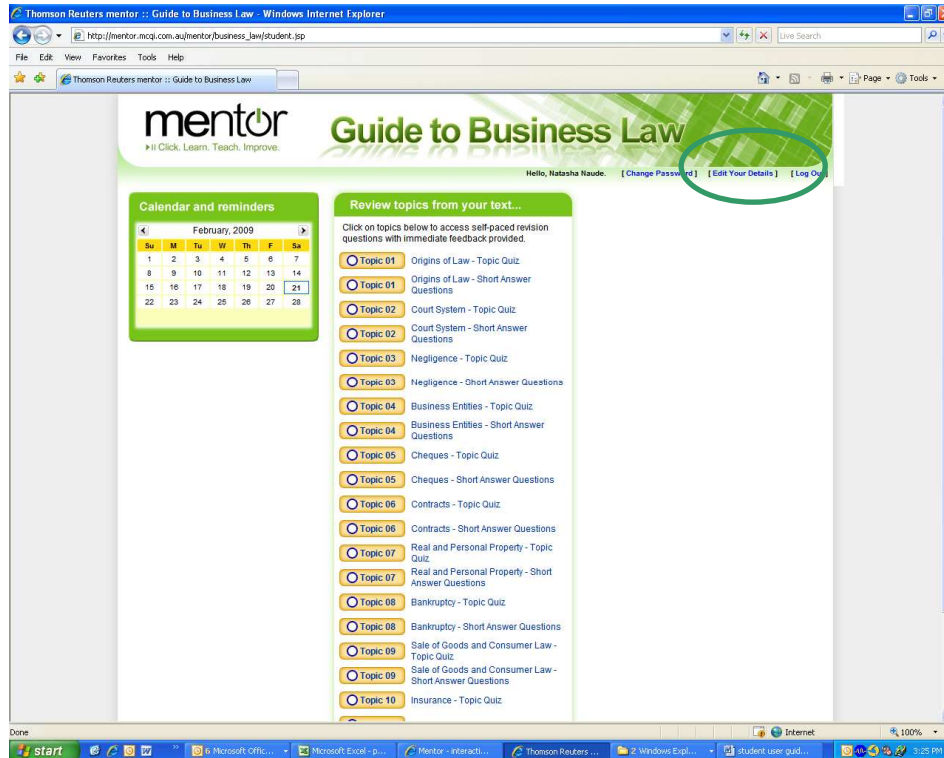 Thomson Reuters mentor :: Guide to Business Law - Windows Internet Explorer
http://mentor.mcqi.com.au/mentor/business_law/student.jsp
Live Search
File Edit View Favorites Tools Help
Thomson Reuters mentor :: Guide to Business Law
Page Tools
mentor
Click. Learn. Teach. Improve.
Guide to Business Law
Hello, Natasha Naude. [ Change Password ] [ Edit Your Details ] [ Log Out ]
Calendar and reminders
February, 2009
Su M Tu W Th F Sa
1 2 3 4 5 6 7
8 9 10 11 12 13 14
15 16 17 18 19 20 21
22 23 24 25 26 27 28
Review topics from your text...
Click on topics below to access self-paced revision
questions with immediate feedback provided.
Topic 01 Origins of Law - Topic Quiz
Topic 01 Origins of Law - Short Answer
Questions
Topic 02 Court System - Topic Quiz
Topic 02 Court System - Short Answer
Questions
Topic 03 Negligence - Topic Quiz
Topic 03 Negligence - Short Answer Questions
Topic 04 Business Entities - Topic Quiz
Topic 04 Business Entities - Short Answer
Questions
Topic 05 Cheques - Topic Quiz
Topic 05 Cheques - Short Answer Questions
Topic 06 Contracts - Topic Quiz
Topic 06 Contracts - Short Answer Questions
Topic 07 Real and Personal Property - Topic
Quiz
Topic 07 Real and Personal Property - Short
Answer Questions
Topic 08 Bankruptcy - Topic Quiz
Topic 08 Bankruptcy - Short Answer Questions
Topic 09 Sale of Goods and Consumer Law -
Topic Quiz
Topic 09 Sale of Goods and Consumer Law -
Short Answer Questions
Topic 10 Insurance - Topic Quiz
Done Internet 100%
start 6 Microsoft Offic... Microsoft Excel - p... Mentor - interacti... Thomson Reuters ... 2 Windows Expl... student user guid... 3:25 PM